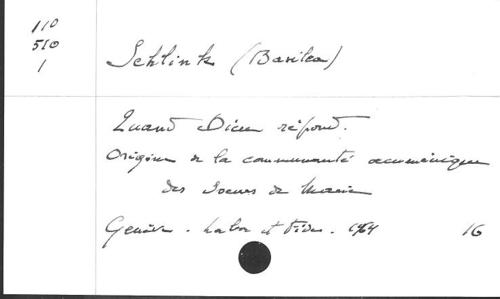 110
510
1
Schlink (Basilea)
Quand Dieu répond.
Origine de la communauté œcuménique
des Soeurs de Marie
Genève. Labor et Fides. 1964
16